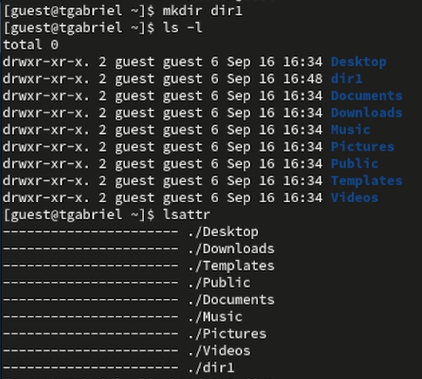 [guest@tgabriel ~]$ mkdir dir1
[guest@tgabriel ~]$ ls -l
total 0
drwxr-xr-x. 2 guest guest 6 Sep 16 16:34 Desktop
drwxr-xr-x. 2 guest guest 6 Sep 16 16:48 dir1
drwxr-xr-x. 2 guest guest 6 Sep 16 16:34 Documents
drwxr-xr-x. 2 guest guest 6 Sep 16 16:34 Downloads
drwxr-xr-x. 2 guest guest 6 Sep 16 16:34 Music
drwxr-xr-x. 2 guest guest 6 Sep 16 16:34 Pictures
drwxr-xr-x. 2 guest guest 6 Sep 16 16:34 Public
drwxr-xr-x. 2 guest guest 6 Sep 16 16:34 Templates
drwxr-xr-x. 2 guest guest 6 Sep 16 16:34 Videos
[guest@tgabriel ~]$ lsattr
---------------------- ./Desktop
---------------------- ./Downloads
---------------------- ./Templates
---------------------- ./Public
---------------------- ./Documents
---------------------- ./Music
---------------------- ./Pictures
---------------------- ./Videos
---------------------- ./dir1